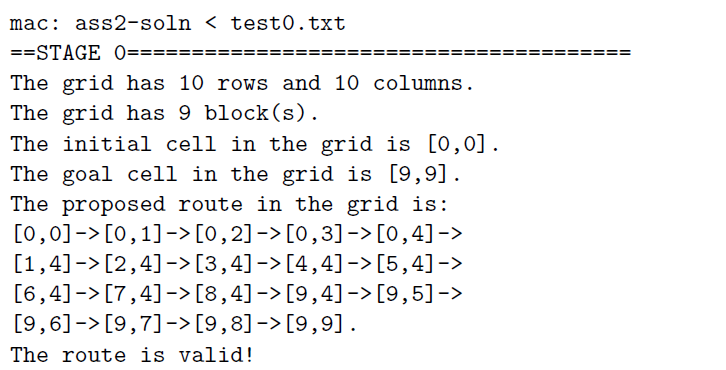 mac: ass2-soln < test0.txt
==STAGE 0=======================================
The grid has 10 rows and 10 columns.
The grid has 9 block(s).
The initial cell in the grid is [0,0].
The goal cell in the grid is [9,9].
The proposed route in the grid is:
[0,0]->[0,1]->[0,2]->[0,3]->[0,4]->
[1,4]->[2,4]->[3,4]->[4,4]->[5,4]->
[6,4]->[7,4]->[8,4]->[9,4]->[9,5]->
[9,6]->[9,7]->[9,8]->[9,9].
The route is valid!